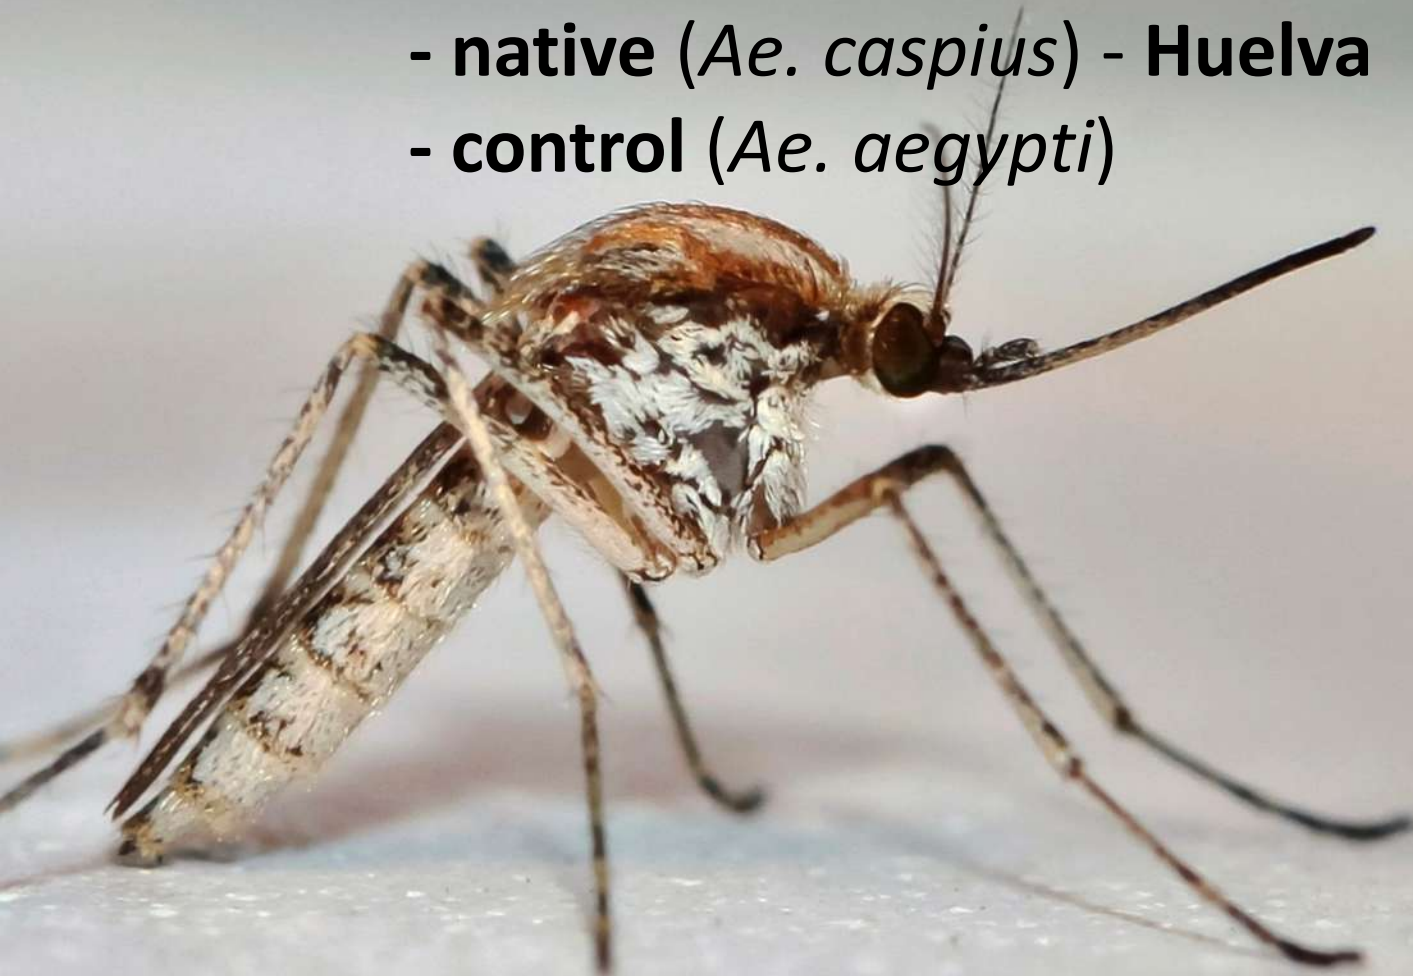 - native (Ae. caspius) - Huelva
- control (Ae. aegypti)